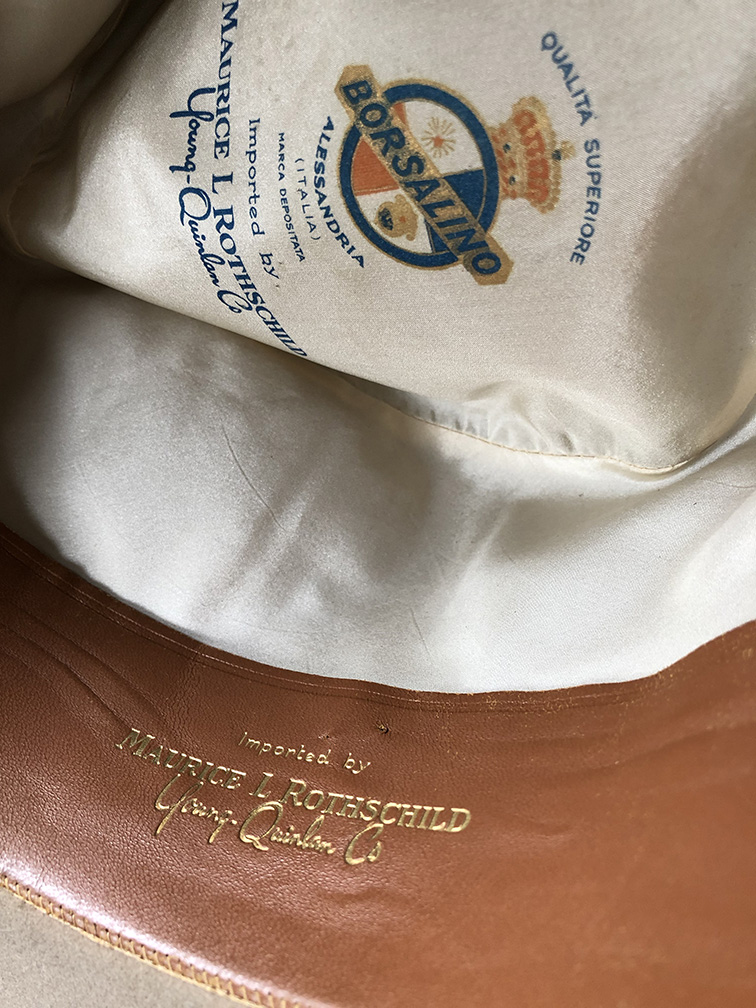 QUALITÀ SUPERIORE
BORSALINO
ALESSANDRIA
(ITALIA)
MARCA DEPOSITATA
Imported by
MAURICE L ROTHSCHILD
Young-Quinlan Co
Imported by
MAURICE L ROTHSCHILD
Young-Quinlan Co